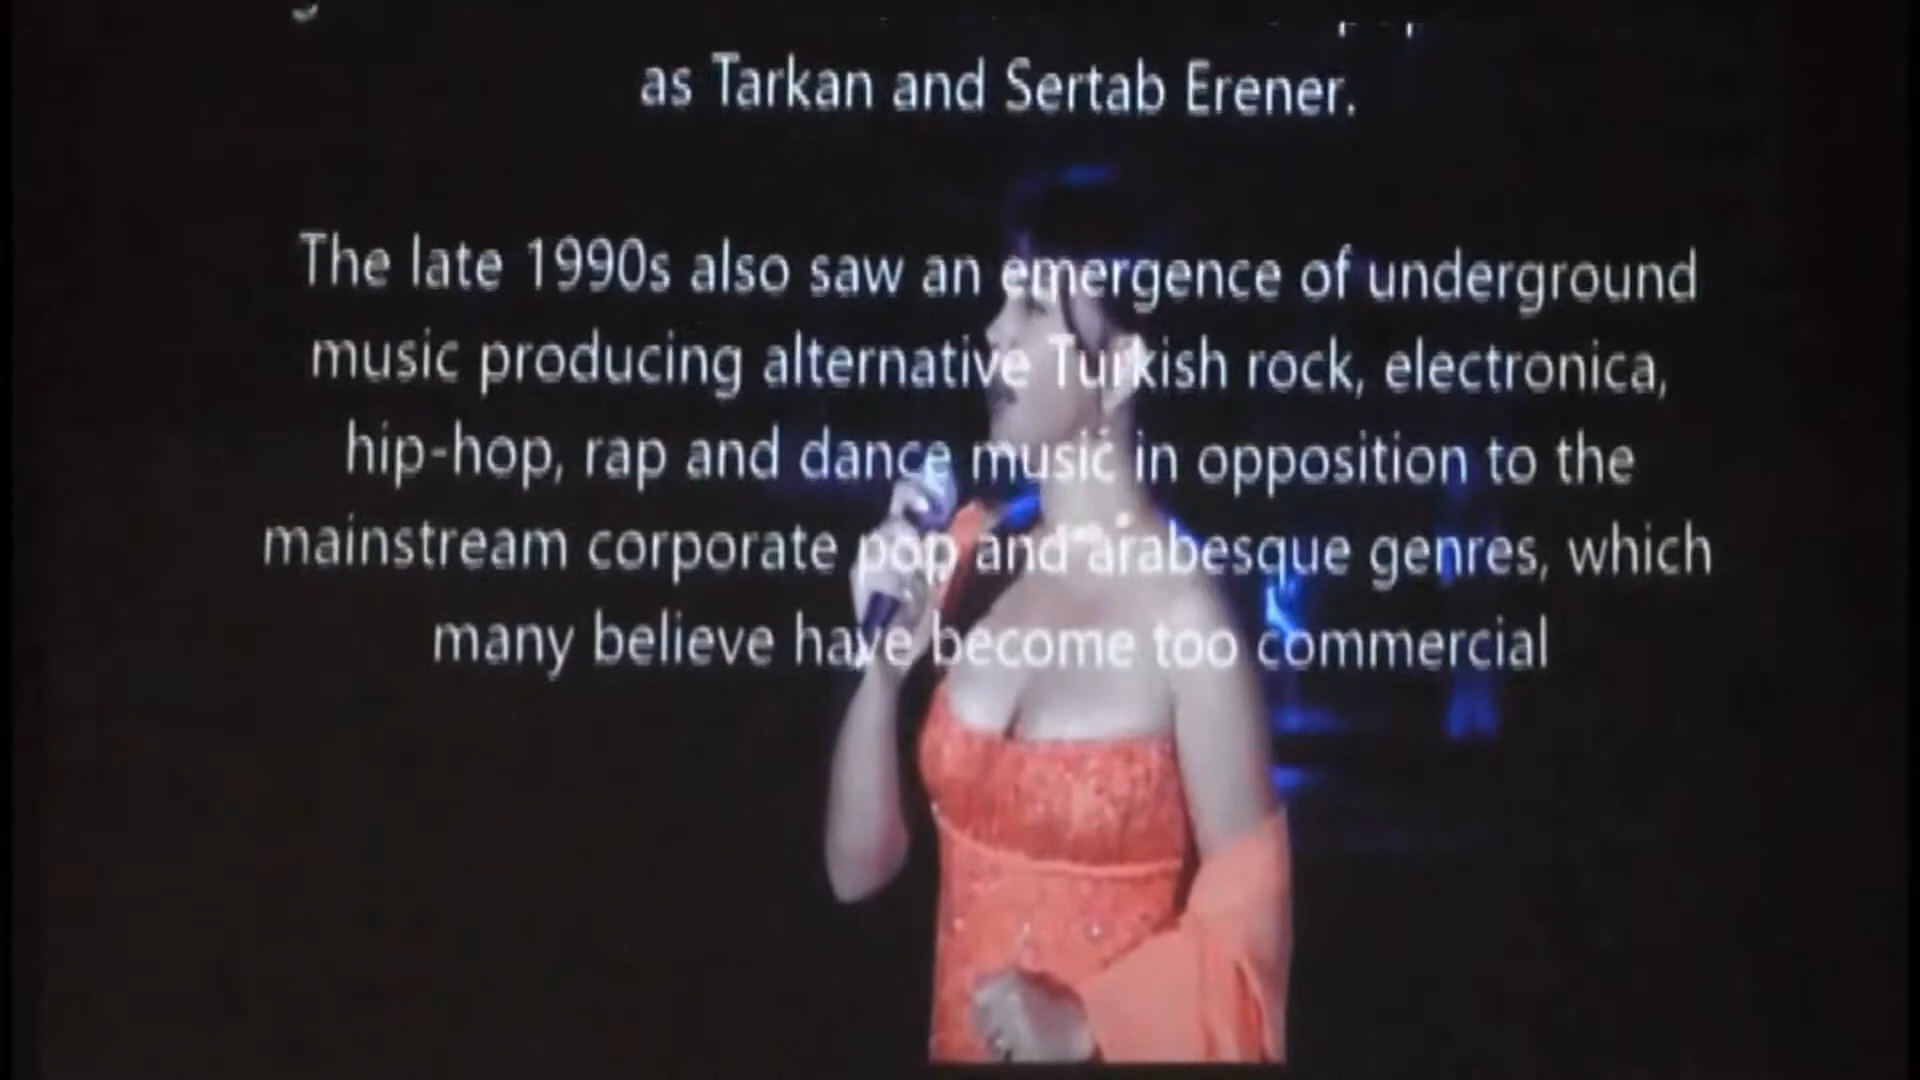 as Tarkan and Sertab Erener.
The late 1990s also saw an emergence of underground
music producing alternative Turkish rock, electronica,
hip-hop, rap and dance music in opposition to the
mainstream corporate pop and arabesque genres, which
many believe have become too commercial